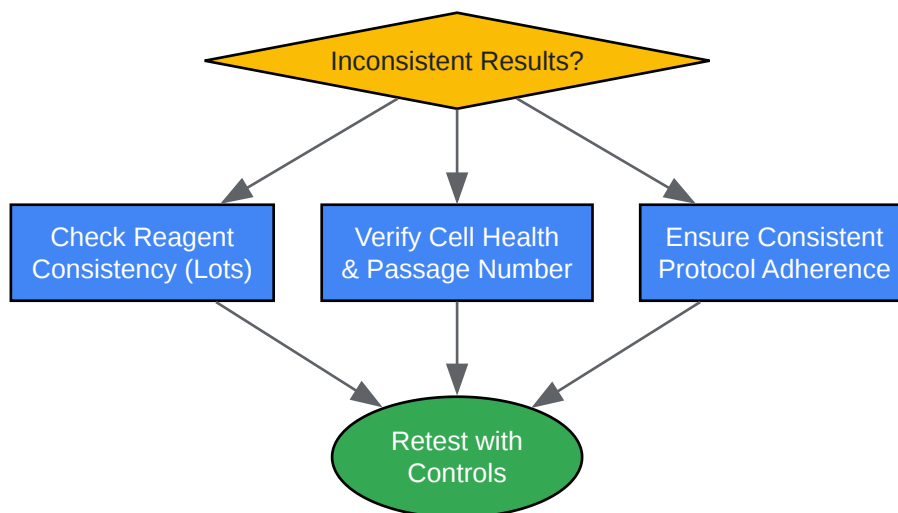 Inconsistent Results?
Check Reagent
Consistency (Lots)
Verify Cell Health
& Passage Number
Ensure Consistent
Protocol Adherence
Retest with
Controls